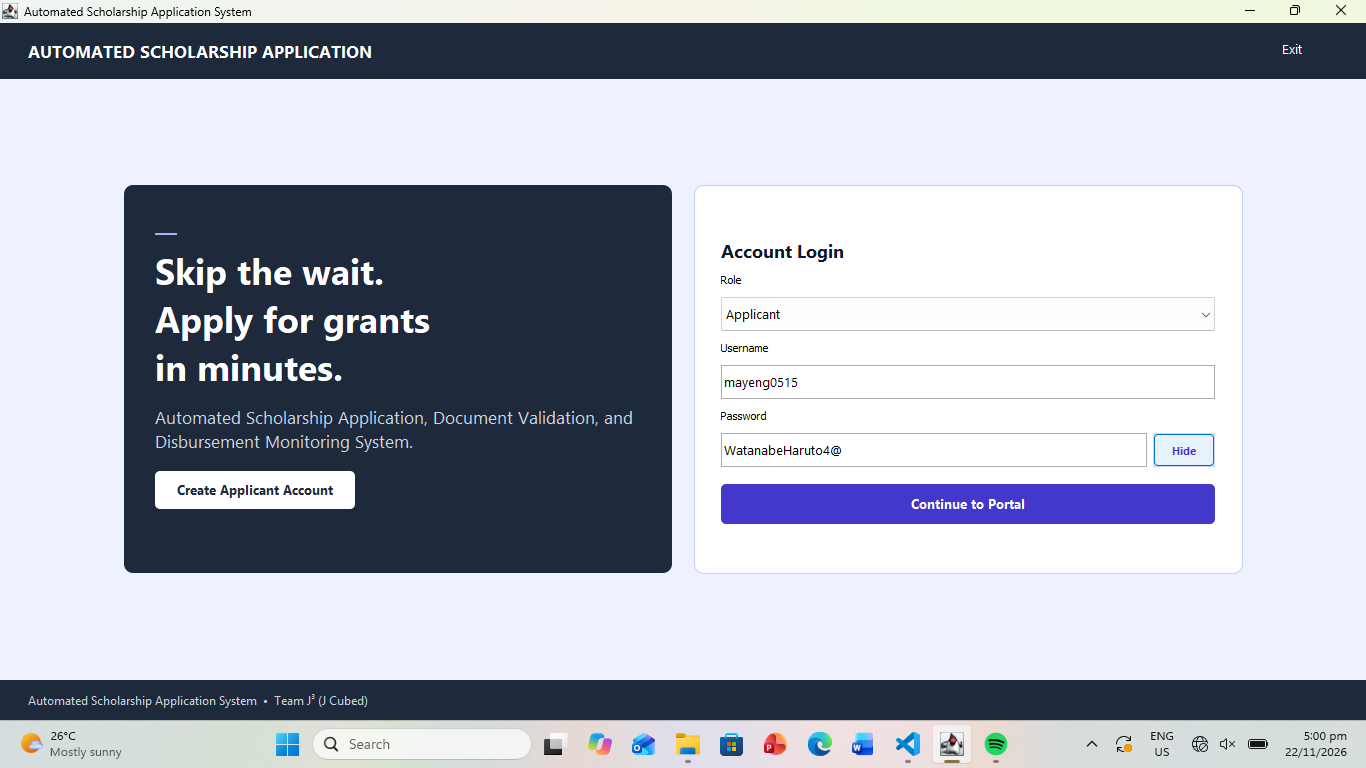 Automated Scholarship Application System
AUTOMATED SCHOLARSHIP APPLICATION
Exit
Skip the wait.
Apply for grants
in minutes.
Automated Scholarship Application, Document Validation, and
Disbursement Monitoring System.
Create Applicant Account
Account Login
Role
Applicant
Username
mayeng0515
Password
WatanabeHaruto4@
Hide
Continue to Portal
Automated Scholarship Application System • Team J³ (J Cubed)
26°C
Mostly sunny
Search
ENG
US
5:00 pm
22/11/2026